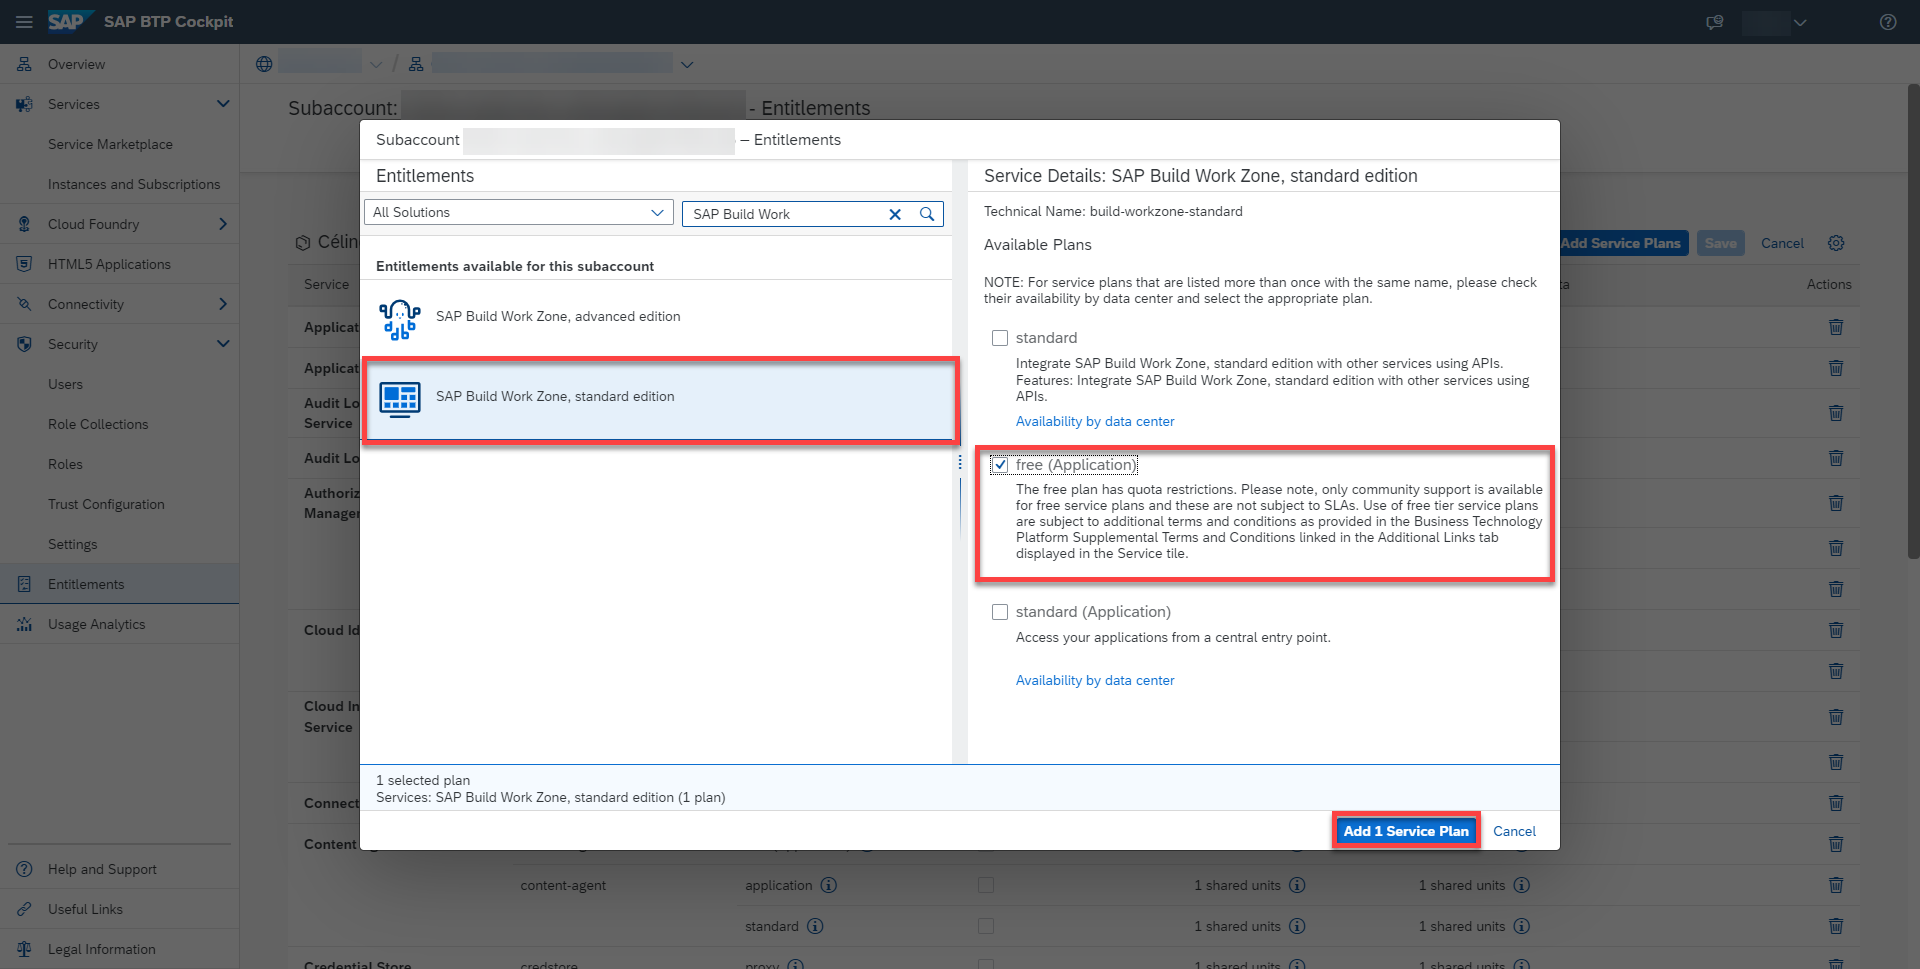 SAP
SAP BTP Cockpit
Overview
Services
Service Marketplace
Instances and Subscriptions
Cloud Foundry
HTML5 Applications
Connectivity
Security
Users
Role Collections
Roles
Trust Configuration
Settings
Entitlements
Usage Analytics
Help and Support
Useful Links
Legal Information
/
Subaccount: - Entitlements
Célin
Add Service Plans
Save
Cancel
Service
Actions
Applicat
Applicat
Audit Lo
Service
Audit Lo
Authoriz
Manager
Cloud Id
Cloud In
Service
Connect
Content
content-agent
application
1 shared units
1 shared units
standard
1 shared units
1 shared units
Credential Store
credstore
proxy
1 shared units
1 shared units
Subaccount – Entitlements
Entitlements
All Solutions
SAP Build Work
Entitlements available for this subaccount
SAP Build Work Zone, advanced edition
SAP Build Work Zone, standard edition
Service Details: SAP Build Work Zone, standard edition
Technical Name: build-workzone-standard
Available Plans
NOTE: For service plans that are listed more than once with the same name, please check
their availability by data center and select the appropriate plan.
standard
Integrate SAP Build Work Zone, standard edition with other services using APIs.
Features: Integrate SAP Build Work Zone, standard edition with other services using
APIs.
Availability by data center
free (Application)
The free plan has quota restrictions. Please note, only community support is available
for free service plans and these are not subject to SLAs. Use of free tier service plans
are subject to additional terms and conditions as provided in the Business Technology
Platform Supplemental Terms and Conditions linked in the Additional Links tab
displayed in the Service tile.
standard (Application)
Access your applications from a central entry point.
Availability by data center
1 selected plan
Services: SAP Build Work Zone, standard edition (1 plan)
Add 1 Service Plan
Cancel